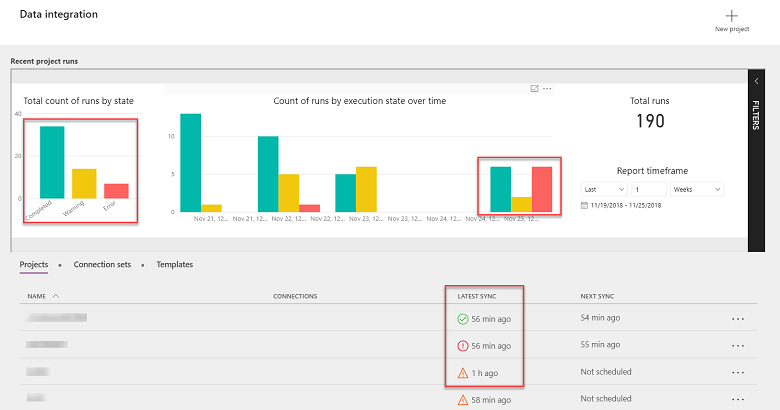 Data integration
New project
Recent project runs
Total count of runs by state
40
20
0
Completed
Warning
Error
Count of runs by execution state over time
10
5
0
Nov 21, 12...
Nov 21, 12...
Nov 22, 12...
Nov 22, 12...
Nov 23, 12...
Nov 23, 12...
Nov 24, 12...
Nov 24, 12...
Nov 25, 12...
Total runs
190
Report timeframe
Last
1
Weeks
11/19/2018 - 11/25/2018
FILTERS
Projects • Connection sets • Templates
NAME CONNECTIONS LATEST SYNC NEXT SYNC
56 min ago 54 min ago
56 min ago 55 min ago
1 h ago Not scheduled
58 min ago Not scheduled